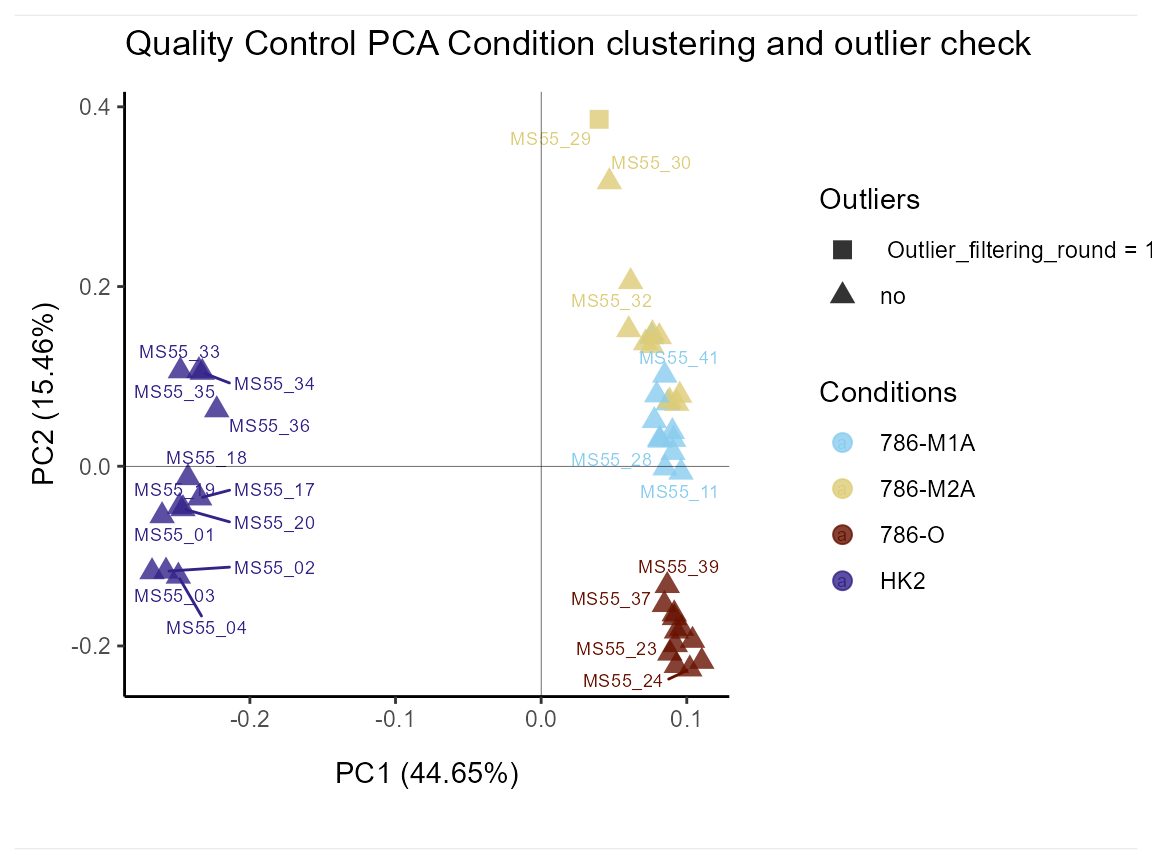 Quality Control PCA Condition clustering and outlier check
0.4
0.2
0.0
-0.2
PC2 (15.46%)
-0.2
-0.1
0.0
0.1
PC1 (44.65%)
MS55_29
MS55_30
MS55_32
MS55_41
MS55_28
MS55_11
MS55_33
MS55_34
MS55_35
MS55_36
MS55_18
MS55_19
MS55_17
MS55_20
MS55_01
MS55_02
MS55_03
MS55_04
MS55_39
MS55_37
MS55_23
MS55_24
Outliers
Outlier_filtering_round = 1
no
Conditions
a 786-M1A
a 786-M2A
a 786-O
a HK2